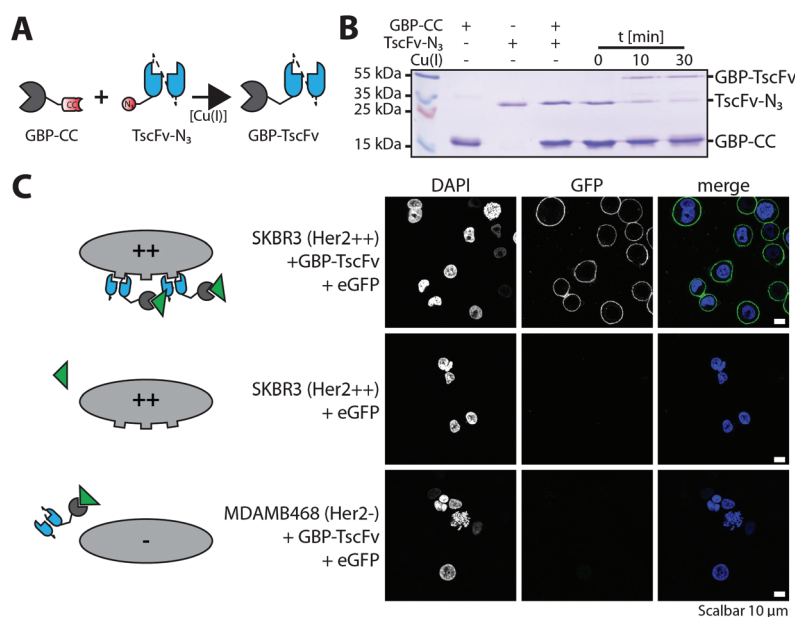 A
CC
+
N₃
[Cu(I)]
GBP-CC
TscFv-N₃
GBP-TscFv
B
GBP-CC + - +
TscFv-N₃ - + + t [min]
Cu(I) - - - 0 10 30
55 kDa
35 kDa
25 kDa
15 kDa
GBP-TscFv
TscFv-N₃
GBP-CC
C
DAPI GFP merge
++
SKBR3 (Her2++)
+GBP-TscFv
+ eGFP
++
SKBR3 (Her2++)
+ eGFP
-
MDAMB468 (Her2-)
+ GBP-TscFv
+ eGFP
Scalbar 10 µm